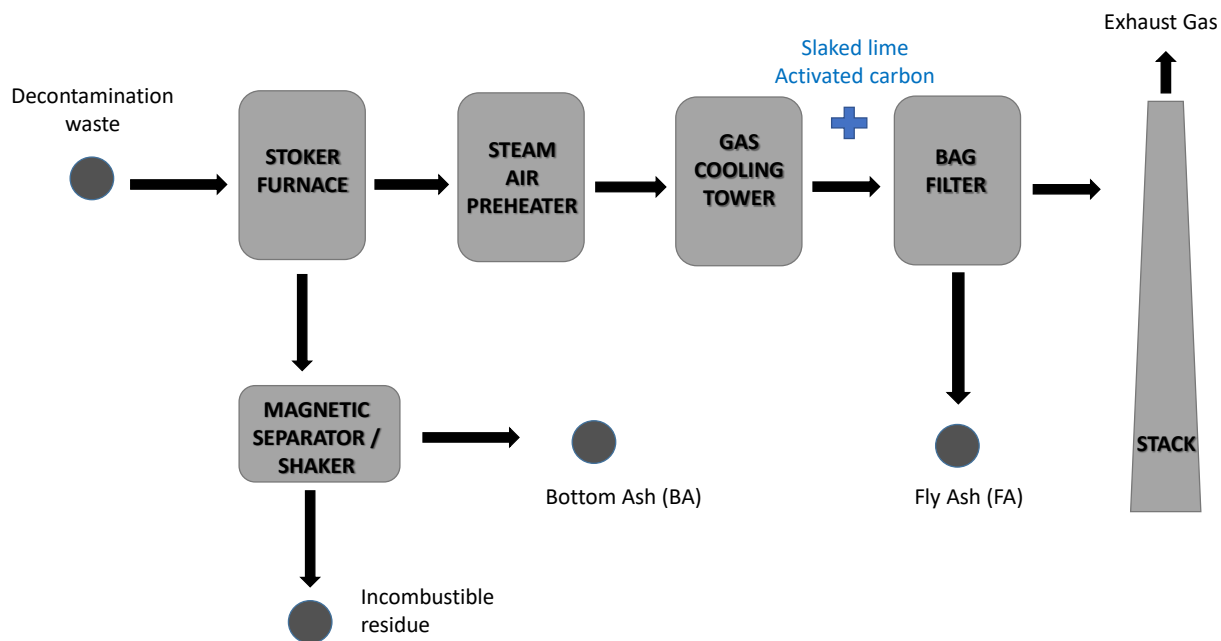 Exhaust Gas
Slaked lime
Activated carbon
Decontamination
waste
STOKER
FURNACE
STEAM
AIR
PREHEATER
GAS
COOLING
TOWER
BAG
FILTER
MAGNETIC
SEPARATOR /
SHAKER
STACK
Bottom Ash (BA)
Fly Ash (FA)
Incombustible
residue